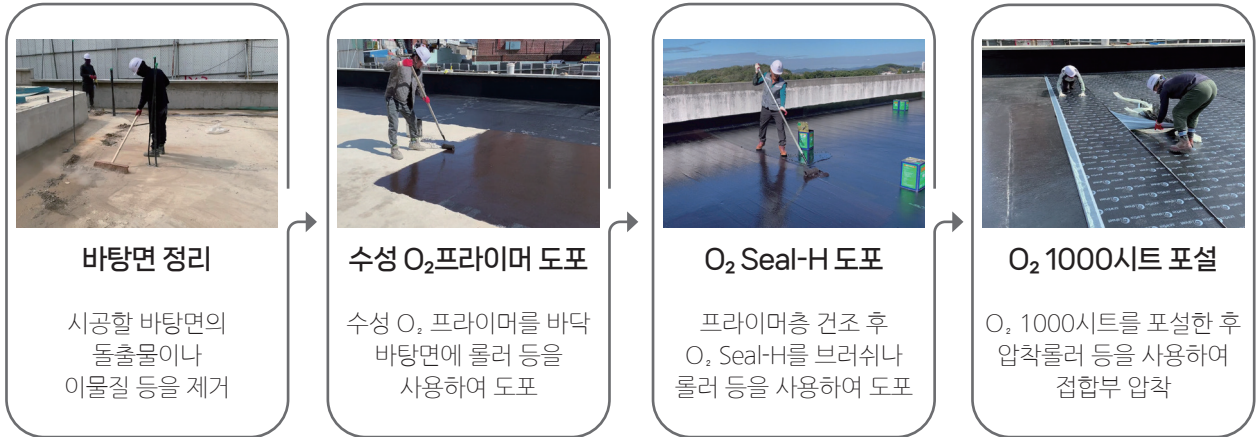 바탕면 정리
시공할 바탕면의
돌출물이나
이물질 등을 제거
수성 O₂프라이머 도포
수성 O₂ 프라이머를 바닥
바탕면에 롤러 등을
사용하여 도포
O₂ Seal-H 도포
프라이머층 건조 후
O₂ Seal-H를 브러쉬나
롤러 등을 사용하여 도포
O₂ 1000시트 포설
O₂ 1000시트를 포설한 후
압착롤러 등을 사용하여
접합부 압착